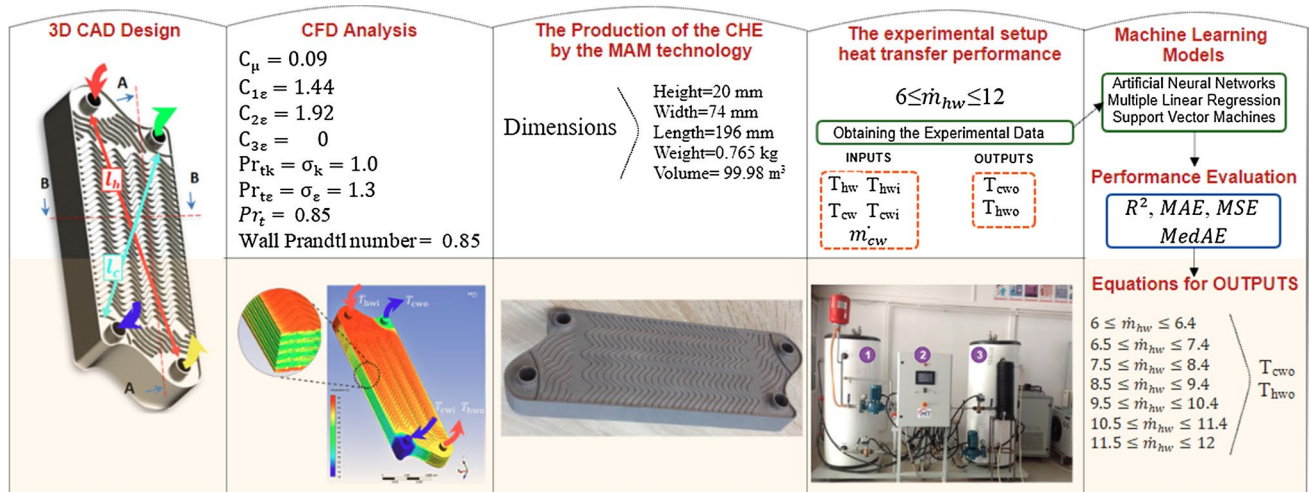 3D CAD Design
A
B
B
l_h
l_c
A
CFD Analysis
C_μ = 0.09
C_1ε = 1.44
C_2ε = 1.92
C_3ε = 0
Pr_tk = σ_k = 1.0
Pr_tε = σ_ε = 1.3
Pr_t = 0.85
Wall Prandtl number = 0.85
T_hwi
T_cwo
T_cwi
T_hwo
The Production of the CHE
by the MAM technology
Dimensions
Height=20 mm
Width=74 mm
Length=196 mm
Weight=0.765 kg
Volume= 99.98 m³
The experimental setup
heat transfer performance
6≤ṁ_hw≤12
Obtaining the Experimental Data
INPUTS
T_hw T_hwi
T_cw T_cwi
ṁ_cw
OUTPUTS
T_cwo
T_hwo
1
2
3
Machine Learning
Models
Artificial Neural Networks
Multiple Linear Regression
Support Vector Machines
Performance Evaluation
R², MAE, MSE
MedAE
Equations for OUTPUTS
6 ≤ ṁ_hw ≤ 6.4
6.5 ≤ ṁ_hw ≤ 7.4
7.5 ≤ ṁ_hw ≤ 8.4
8.5 ≤ ṁ_hw ≤ 9.4
9.5 ≤ ṁ_hw ≤ 10.4
10.5 ≤ ṁ_hw ≤ 11.4
11.5 ≤ ṁ_hw ≤ 12
T_cwo
T_hwo